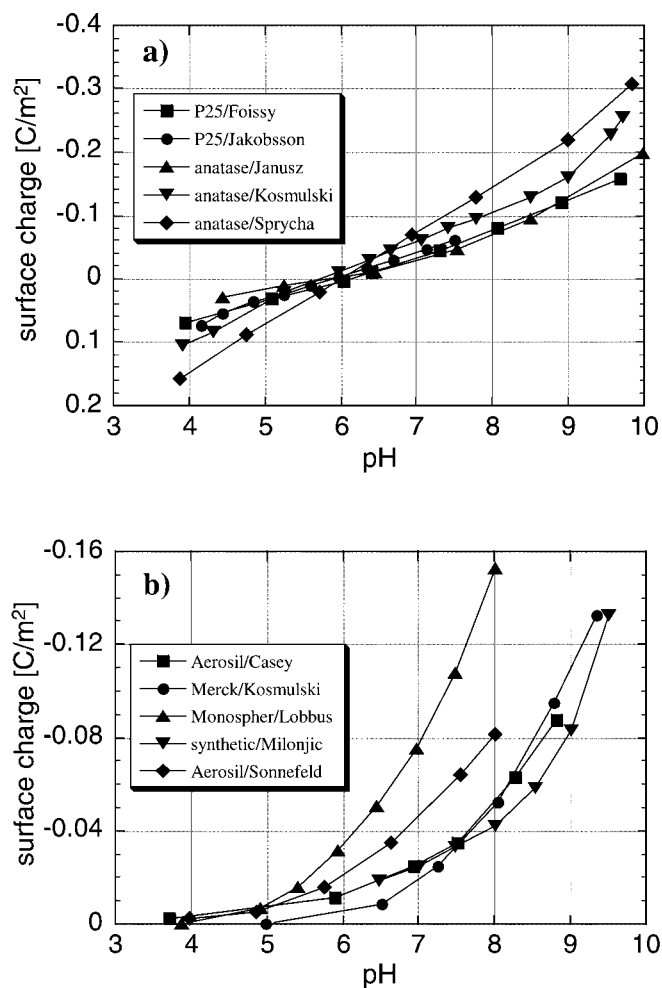 -0.4
a)
-0.3
P25/Foissy
P25/Jakobsson
anatase/Janusz
anatase/Kosmulski
anatase/Sprycha
-0.2
-0.1
0
0.1
0.2
surface charge [C/m²]
3 4 5 6 7 8 9 10
pH
-0.16
b)
-0.12
Aerosil/Casey
Merck/Kosmulski
Monospher/Lobbus
synthetic/Milonjic
Aerosil/Sonnefeld
-0.08
-0.04
0
surface charge [C/m²]
3 4 5 6 7 8 9 10
pH